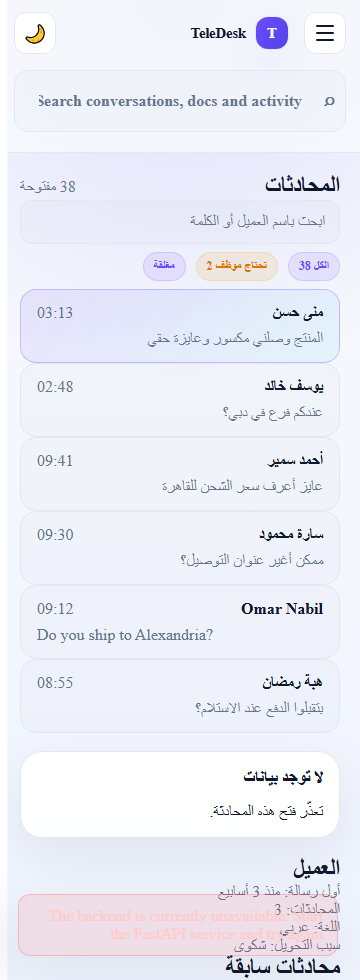 TeleDesk
T
Search conversations, docs and activity
المحادثات
38 مفتوحة
ابحث باسم العميل أو الكلمة
الكل 38
تحتاج موظف 2
مغلقة
منى حسن
03:13
المنتج وصلني مكسور وعايزة حقي
يوسف خالد
02:48
عندكم فرع في دبي؟
أحمد سمير
09:41
عايز أعرف سعر الشحن للقاهرة
سارة محمود
09:30
ممكن أغير عنوان التوصيل؟
Omar Nabil
09:12
Do you ship to Alexandria?
هبة رمضان
08:55
بتقبلوا الدفع عند الاستلام؟
لا توجد بيانات
تعذّر فتح هذه المحادثة.
العميل
أول رسالة: منذ 3 أسابيع
المحادثات: 3
اللغة: عربي
سبب التحويل: شكوى
The backend is currently unavailable. Start
the FastAPI service and try
محادثات سابقة